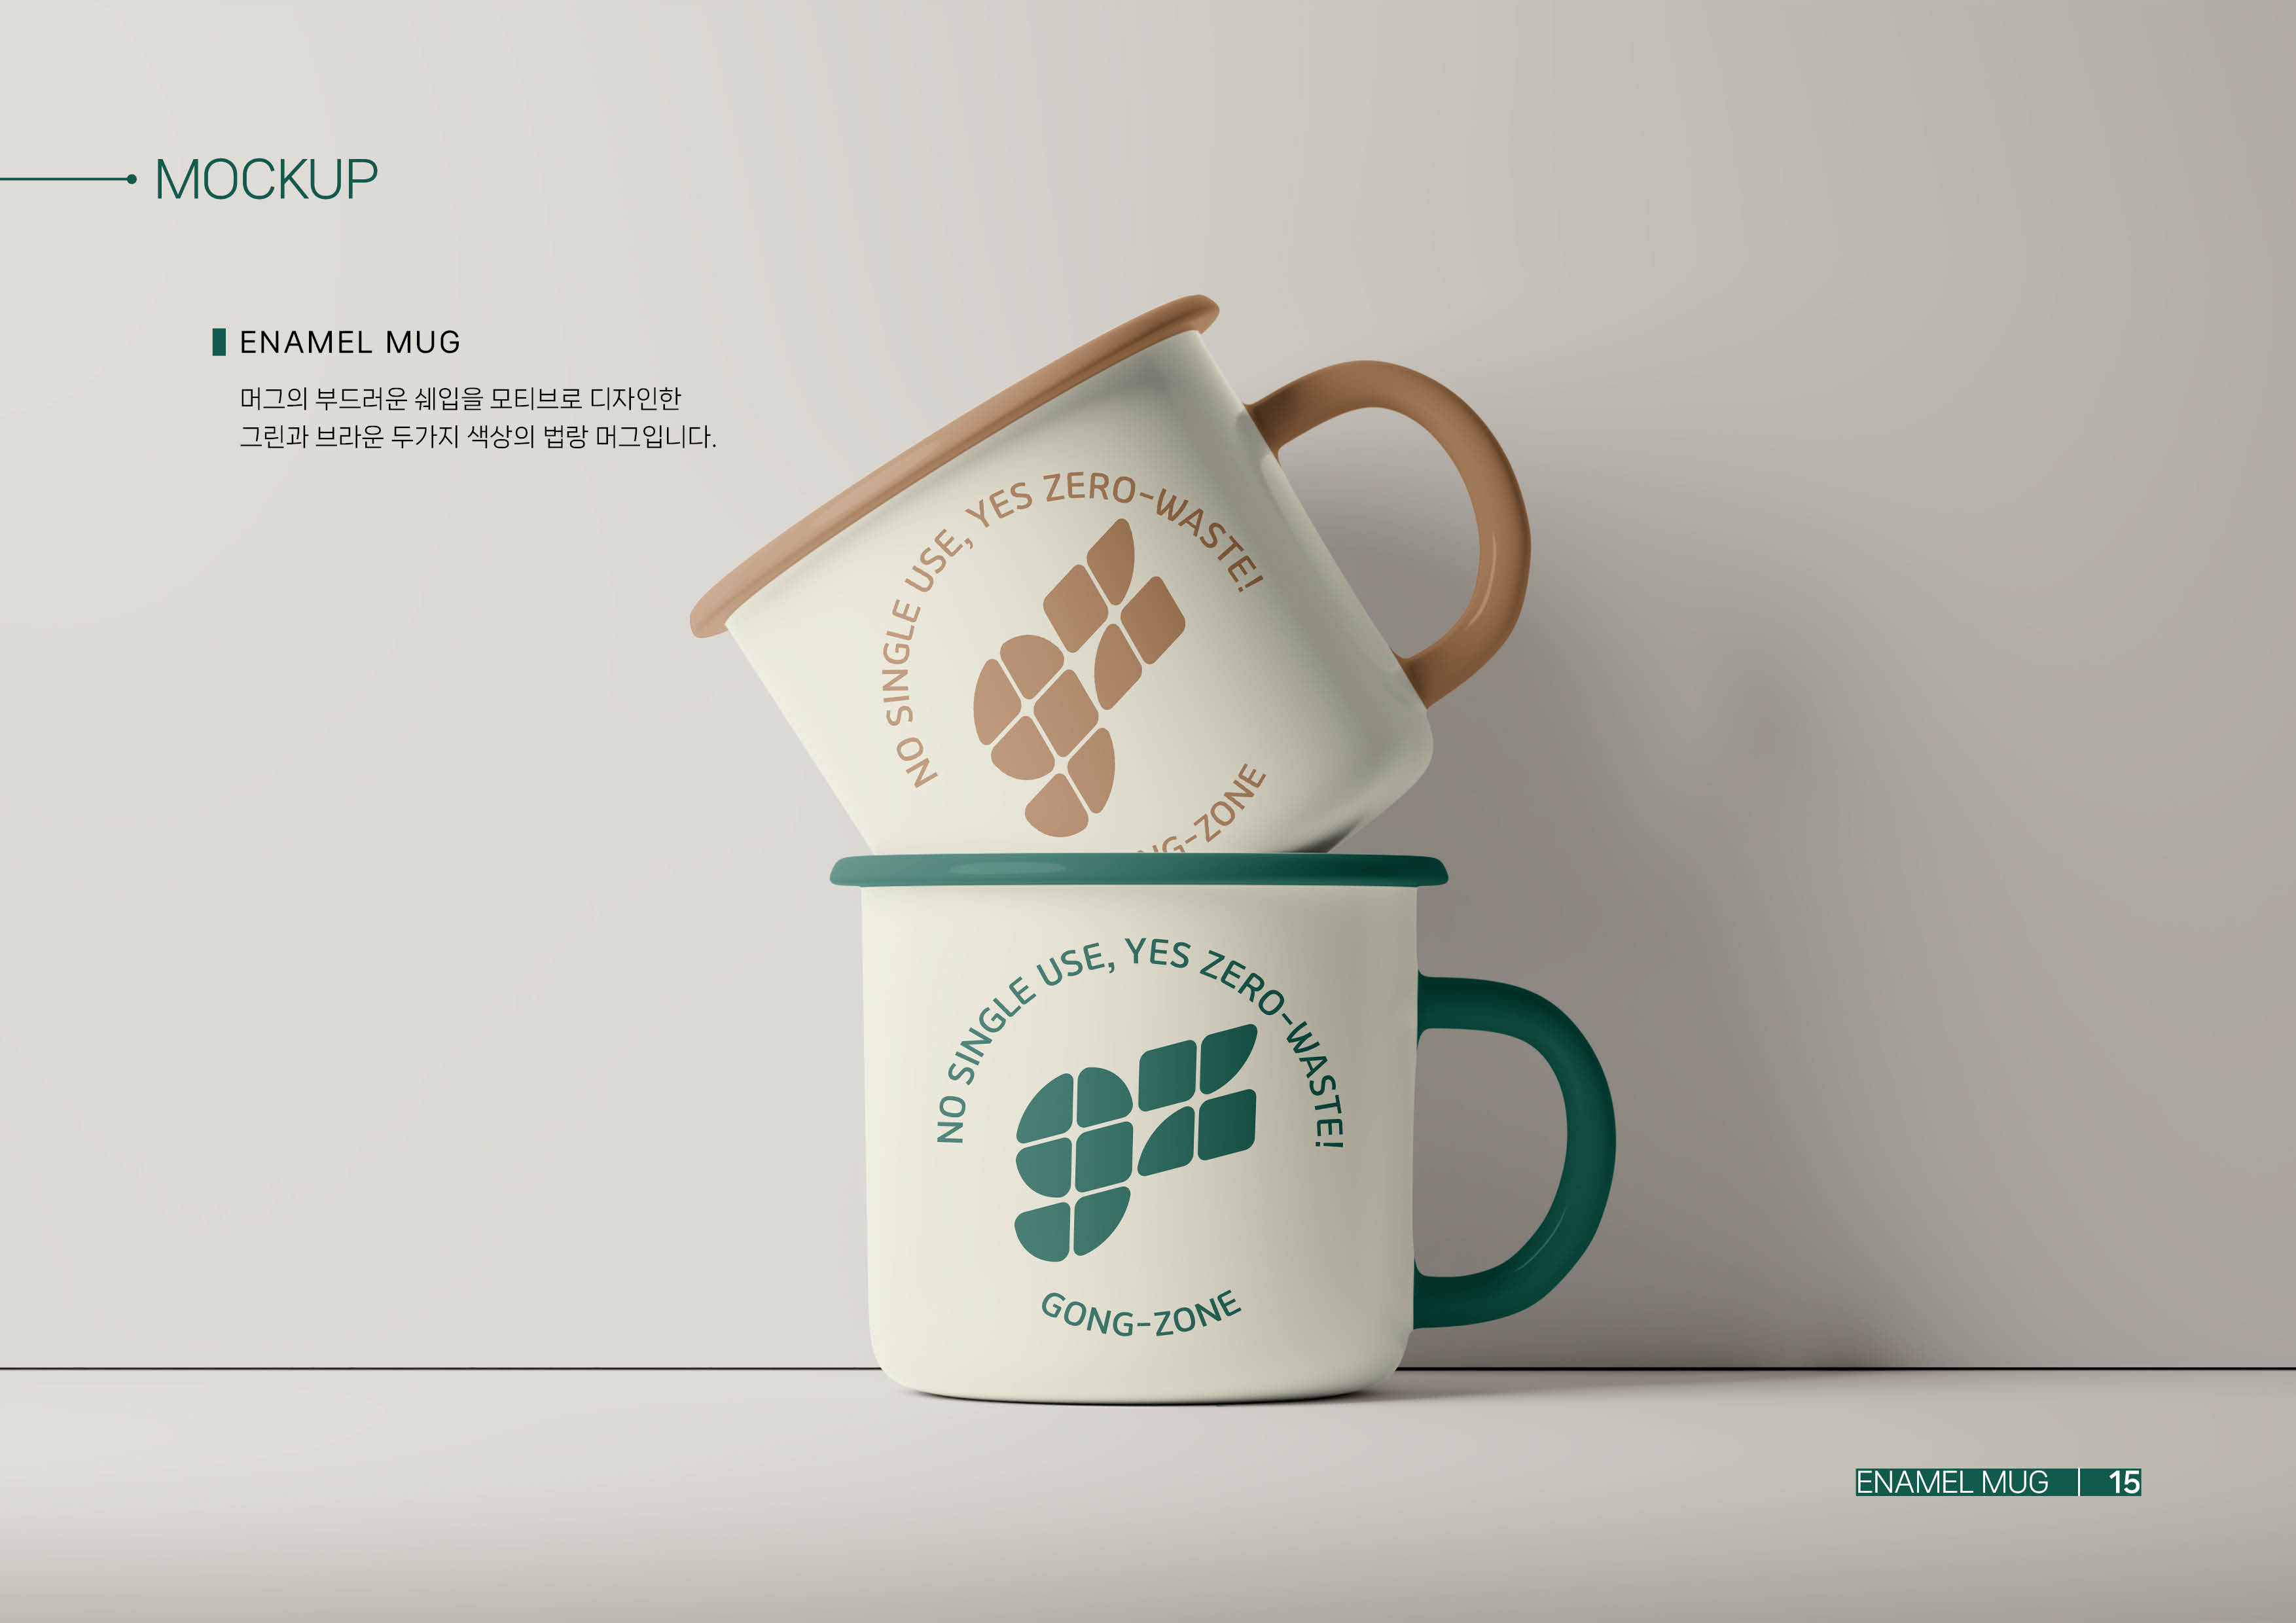 MOCKUP
ENAMEL MUG
머그의 부드러운 쉐입을 모티브로 디자인한
그린과 브라운 두가지 색상의 법랑 머그입니다.
NO SINGLE USE, YES ZERO-WASTE!
NG-ZONE
NO SINGLE USE, YES ZERO-WASTE!
GONG-ZONE
ENAMEL MUG | 15